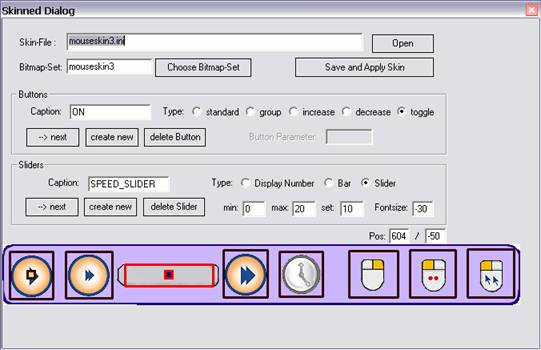 Skinned Dialog
Skin-File : mouseskin3.ini Open
Bitmap-Set: mouseskin3 Choose Bitmap-Set Save and Apply Skin
Buttons
Caption: ON Type: standard group increase decrease toggle
--> next create new delete Button Button Parameter:
Sliders
Caption: SPEED_SLIDER Type: Display Number Bar Slider
--> next create new delete Slider min: 0 max: 20 set: 10 Fontsize: -30
Pos: 604 / -50